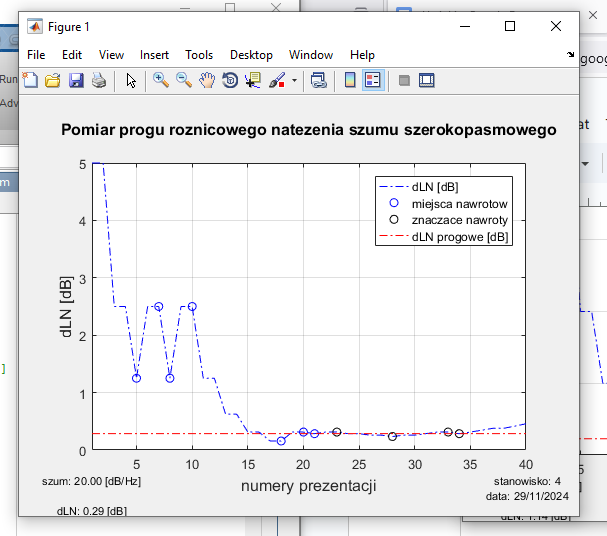 Figure 1
File Edit View Insert Tools Desktop Window Help
Run
Adv
goog
at
m
Pomiar progu roznicowego natezenia szumu szerokopasmowego
dLN [dB]
miejsca nawrotow
znaczace nawroty
dLN progowe [dB]
5
4
3
2
1
0
dLN [dB]
5 10 15 20 25 30 35 40
numery prezentacji
szum: 20.00 [dB/Hz]
stanowisko: 4
data: 29/11/2024
dLN: 0.29 [dB]
]
5
]
dLN: 1.14 [dB]